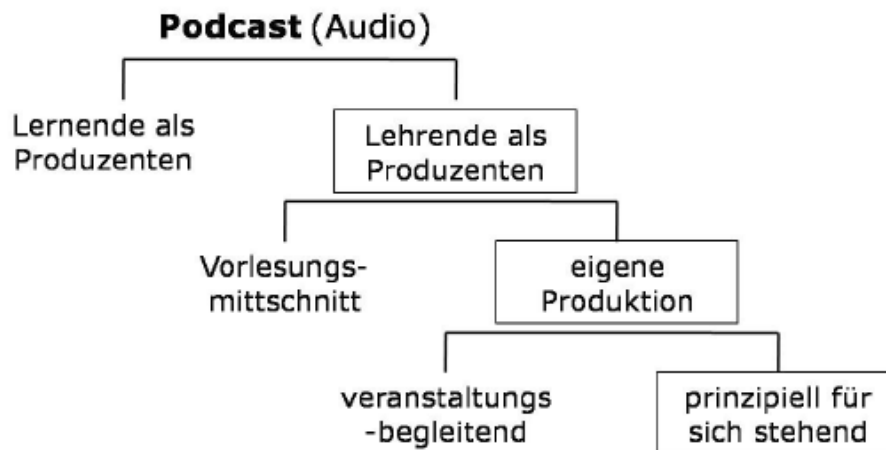 Podcast (Audio)
Lernende als
Produzenten
Lehrende als
Produzenten
Vorlesungs-
mittschnitt
eigene
Produktion
veranstaltungs
-begleitend
prinzipiell für
sich stehend